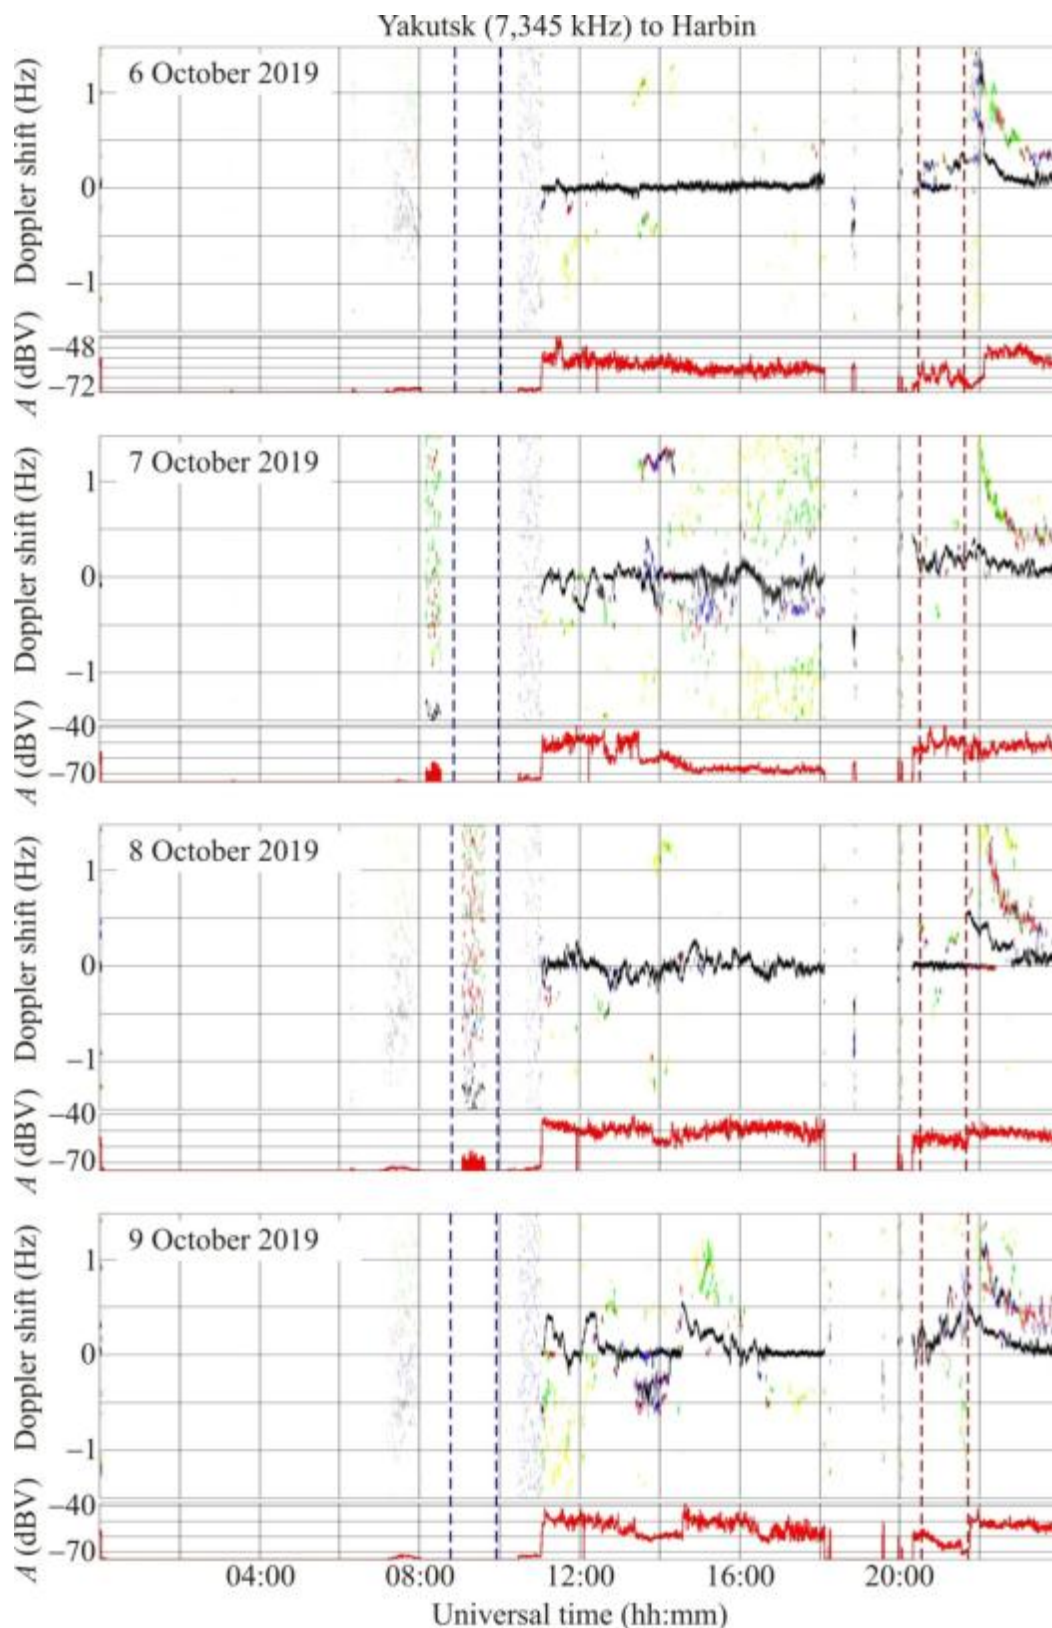 Yakutsk (7,345 kHz) to Harbin
6 October 2019
Doppler shift (Hz)
1
0
−1
A (dBV)
−48
−72
7 October 2019
Doppler shift (Hz)
1
0
−1
A (dBV)
−40
−70
8 October 2019
Doppler shift (Hz)
1
0
−1
A (dBV)
−40
−70
9 October 2019
Doppler shift (Hz)
1
0
−1
A (dBV)
−40
−70
04:00 08:00 12:00 16:00 20:00
Universal time (hh:mm)